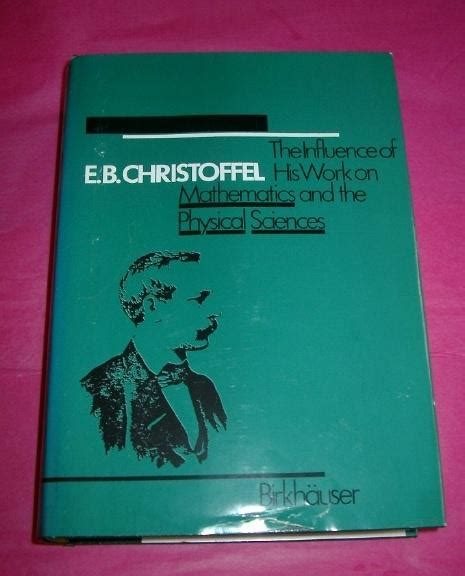 E.B.CHRISTOFFEL The Influence of
His Work on
Mathematics and the
Physical Sciences
Birkhäuser